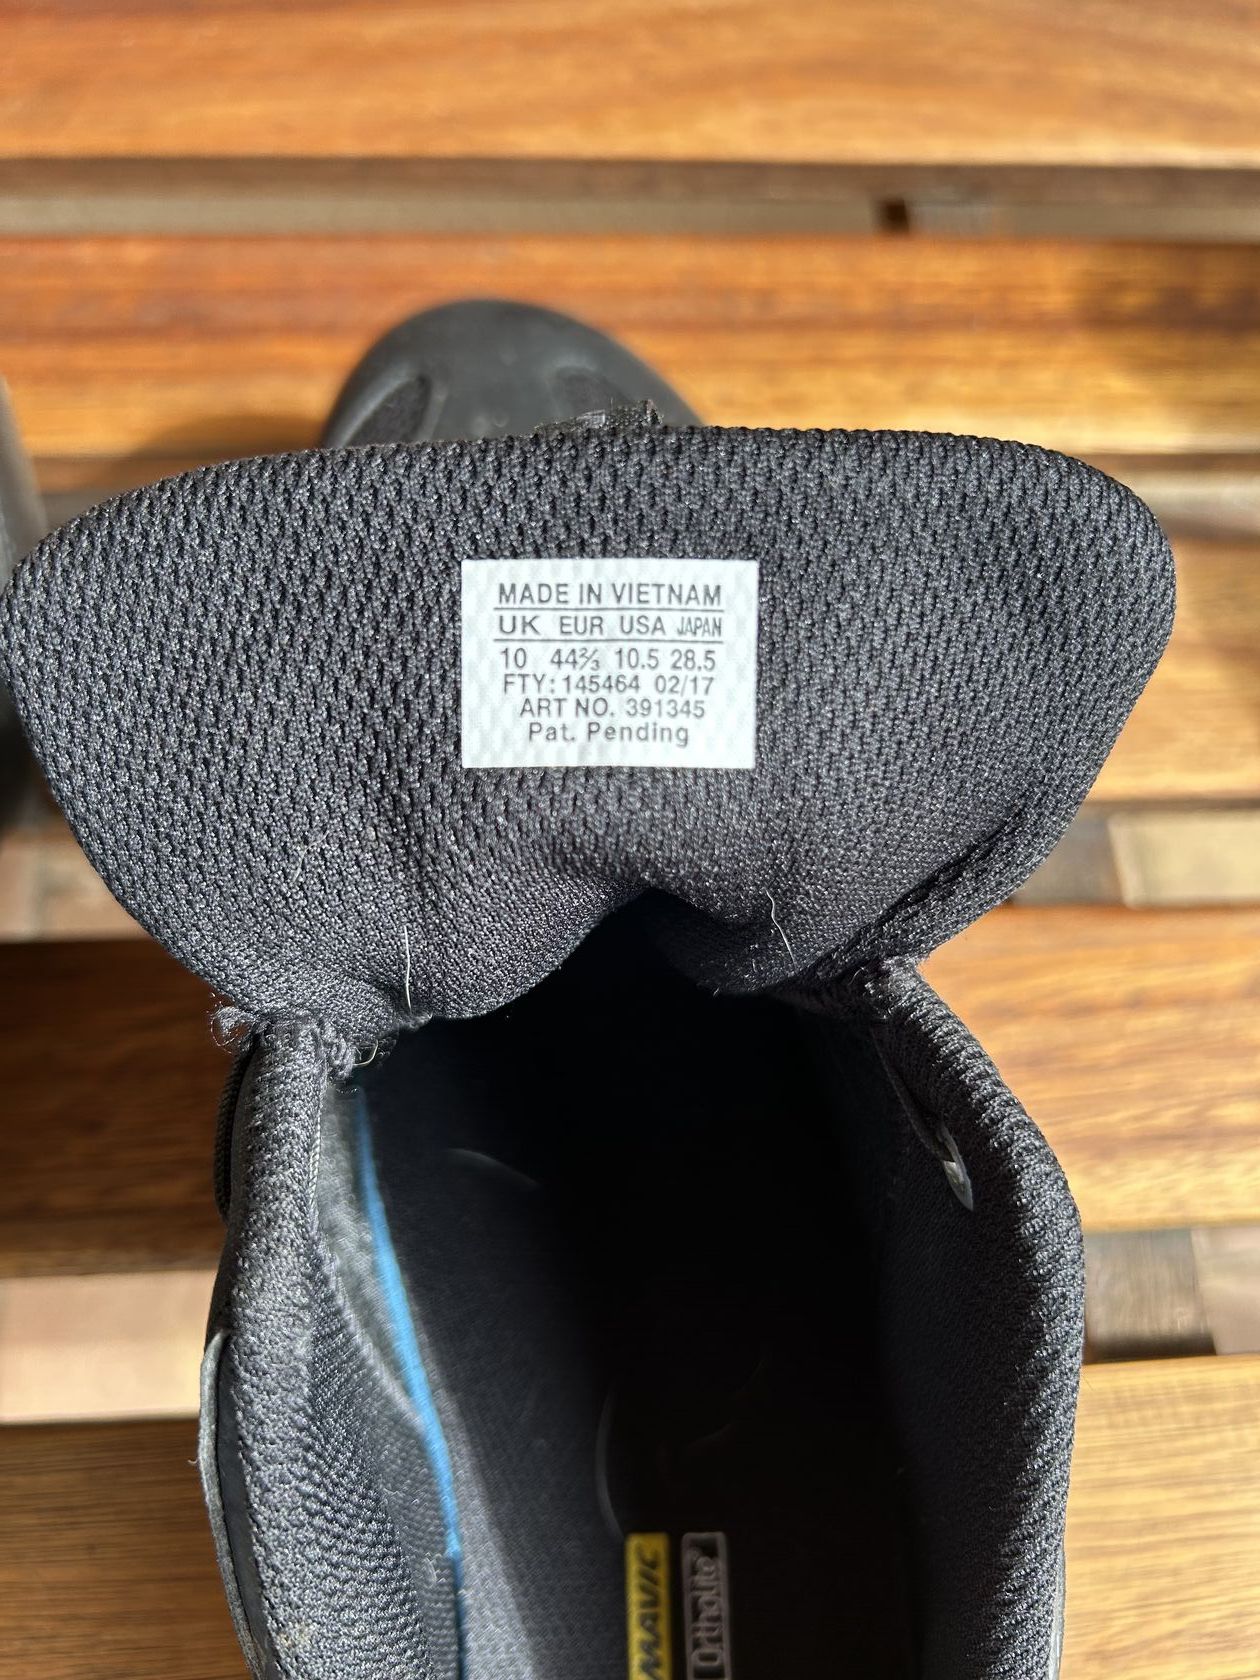 MADE IN VIETNAM
UK EUR USA JAPAN
10 44⅔ 10.5 28.5
FTY: 145464 02/17
ART NO. 391345
Pat. Pending
MAVIC
Ortholite